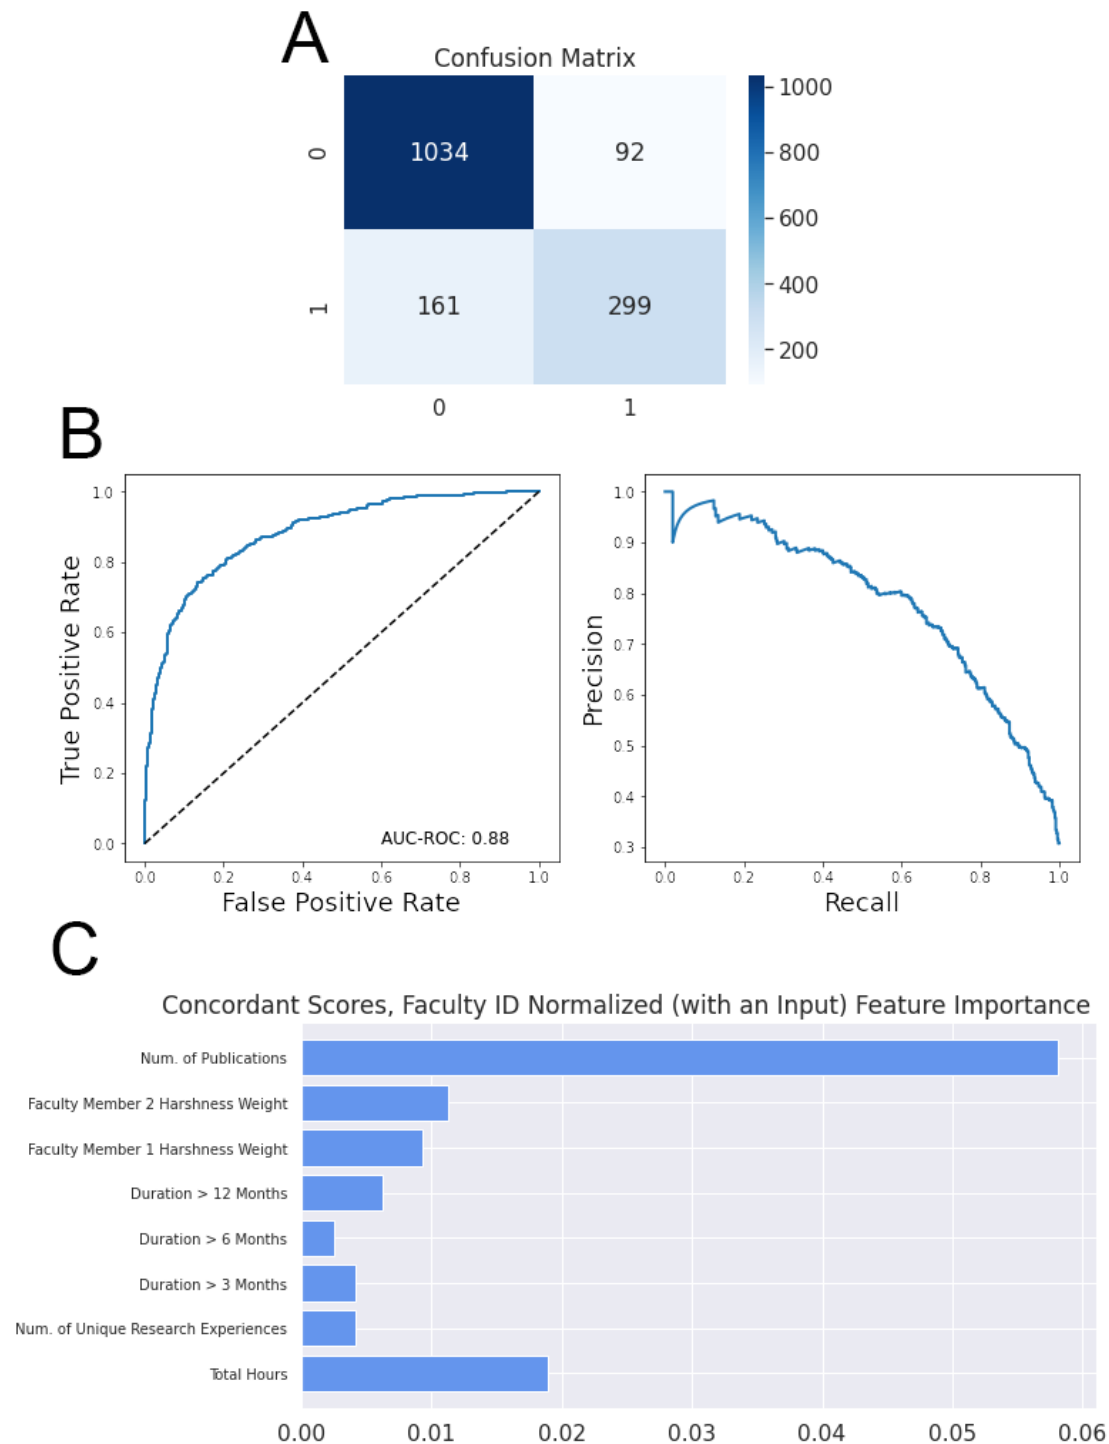 A
Confusion Matrix
0
1034
92
1
161
299
0
1
1000
800
600
400
200
B
True Positive Rate
1.0
0.8
0.6
0.4
0.2
0.0
AUC-ROC: 0.88
0.0 0.2 0.4 0.6 0.8 1.0
False Positive Rate
Precision
1.0
0.9
0.8
0.7
0.6
0.5
0.4
0.3
0.0 0.2 0.4 0.6 0.8 1.0
Recall
C
Concordant Scores, Faculty ID Normalized (with an Input) Feature Importance
Num. of Publications
Faculty Member 2 Harshness Weight
Faculty Member 1 Harshness Weight
Duration > 12 Months
Duration > 6 Months
Duration > 3 Months
Num. of Unique Research Experiences
Total Hours
0.00 0.01 0.02 0.03 0.04 0.05 0.06